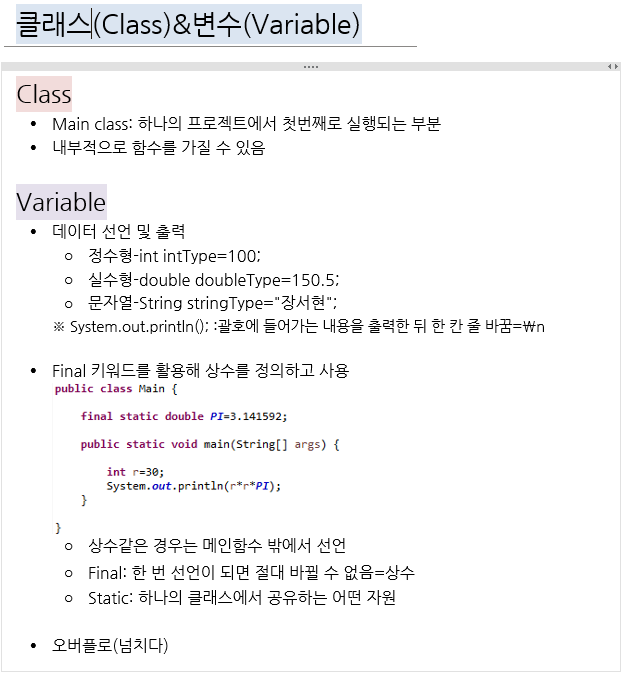 클래스(Class)&변수(Variable)
Class
• Main class: 하나의 프로젝트에서 첫번째로 실행되는 부분
• 내부적으로 함수를 가질 수 있음
Variable
• 데이터 선언 및 출력
○ 정수형-int intType=100;
○ 실수형-double doubleType=150.5;
○ 문자열-String stringType="장서현";
※ System.out.println(); :괄호에 들어가는 내용을 출력한 뒤 한 칸 줄 바꿈=₩n
• Final 키워드를 활용해 상수를 정의하고 사용
public class Main {
final static double PI=3.141592;
public static void main(String[] args) {
int r=30;
System.out.println(r*r*PI);
}
}
○ 상수같은 경우는 메인함수 밖에서 선언
○ Final: 한 번 선언이 되면 절대 바뀔 수 없음=상수
○ Static: 하나의 클래스에서 공유하는 어떤 자원
• 오버플로(넘치다)